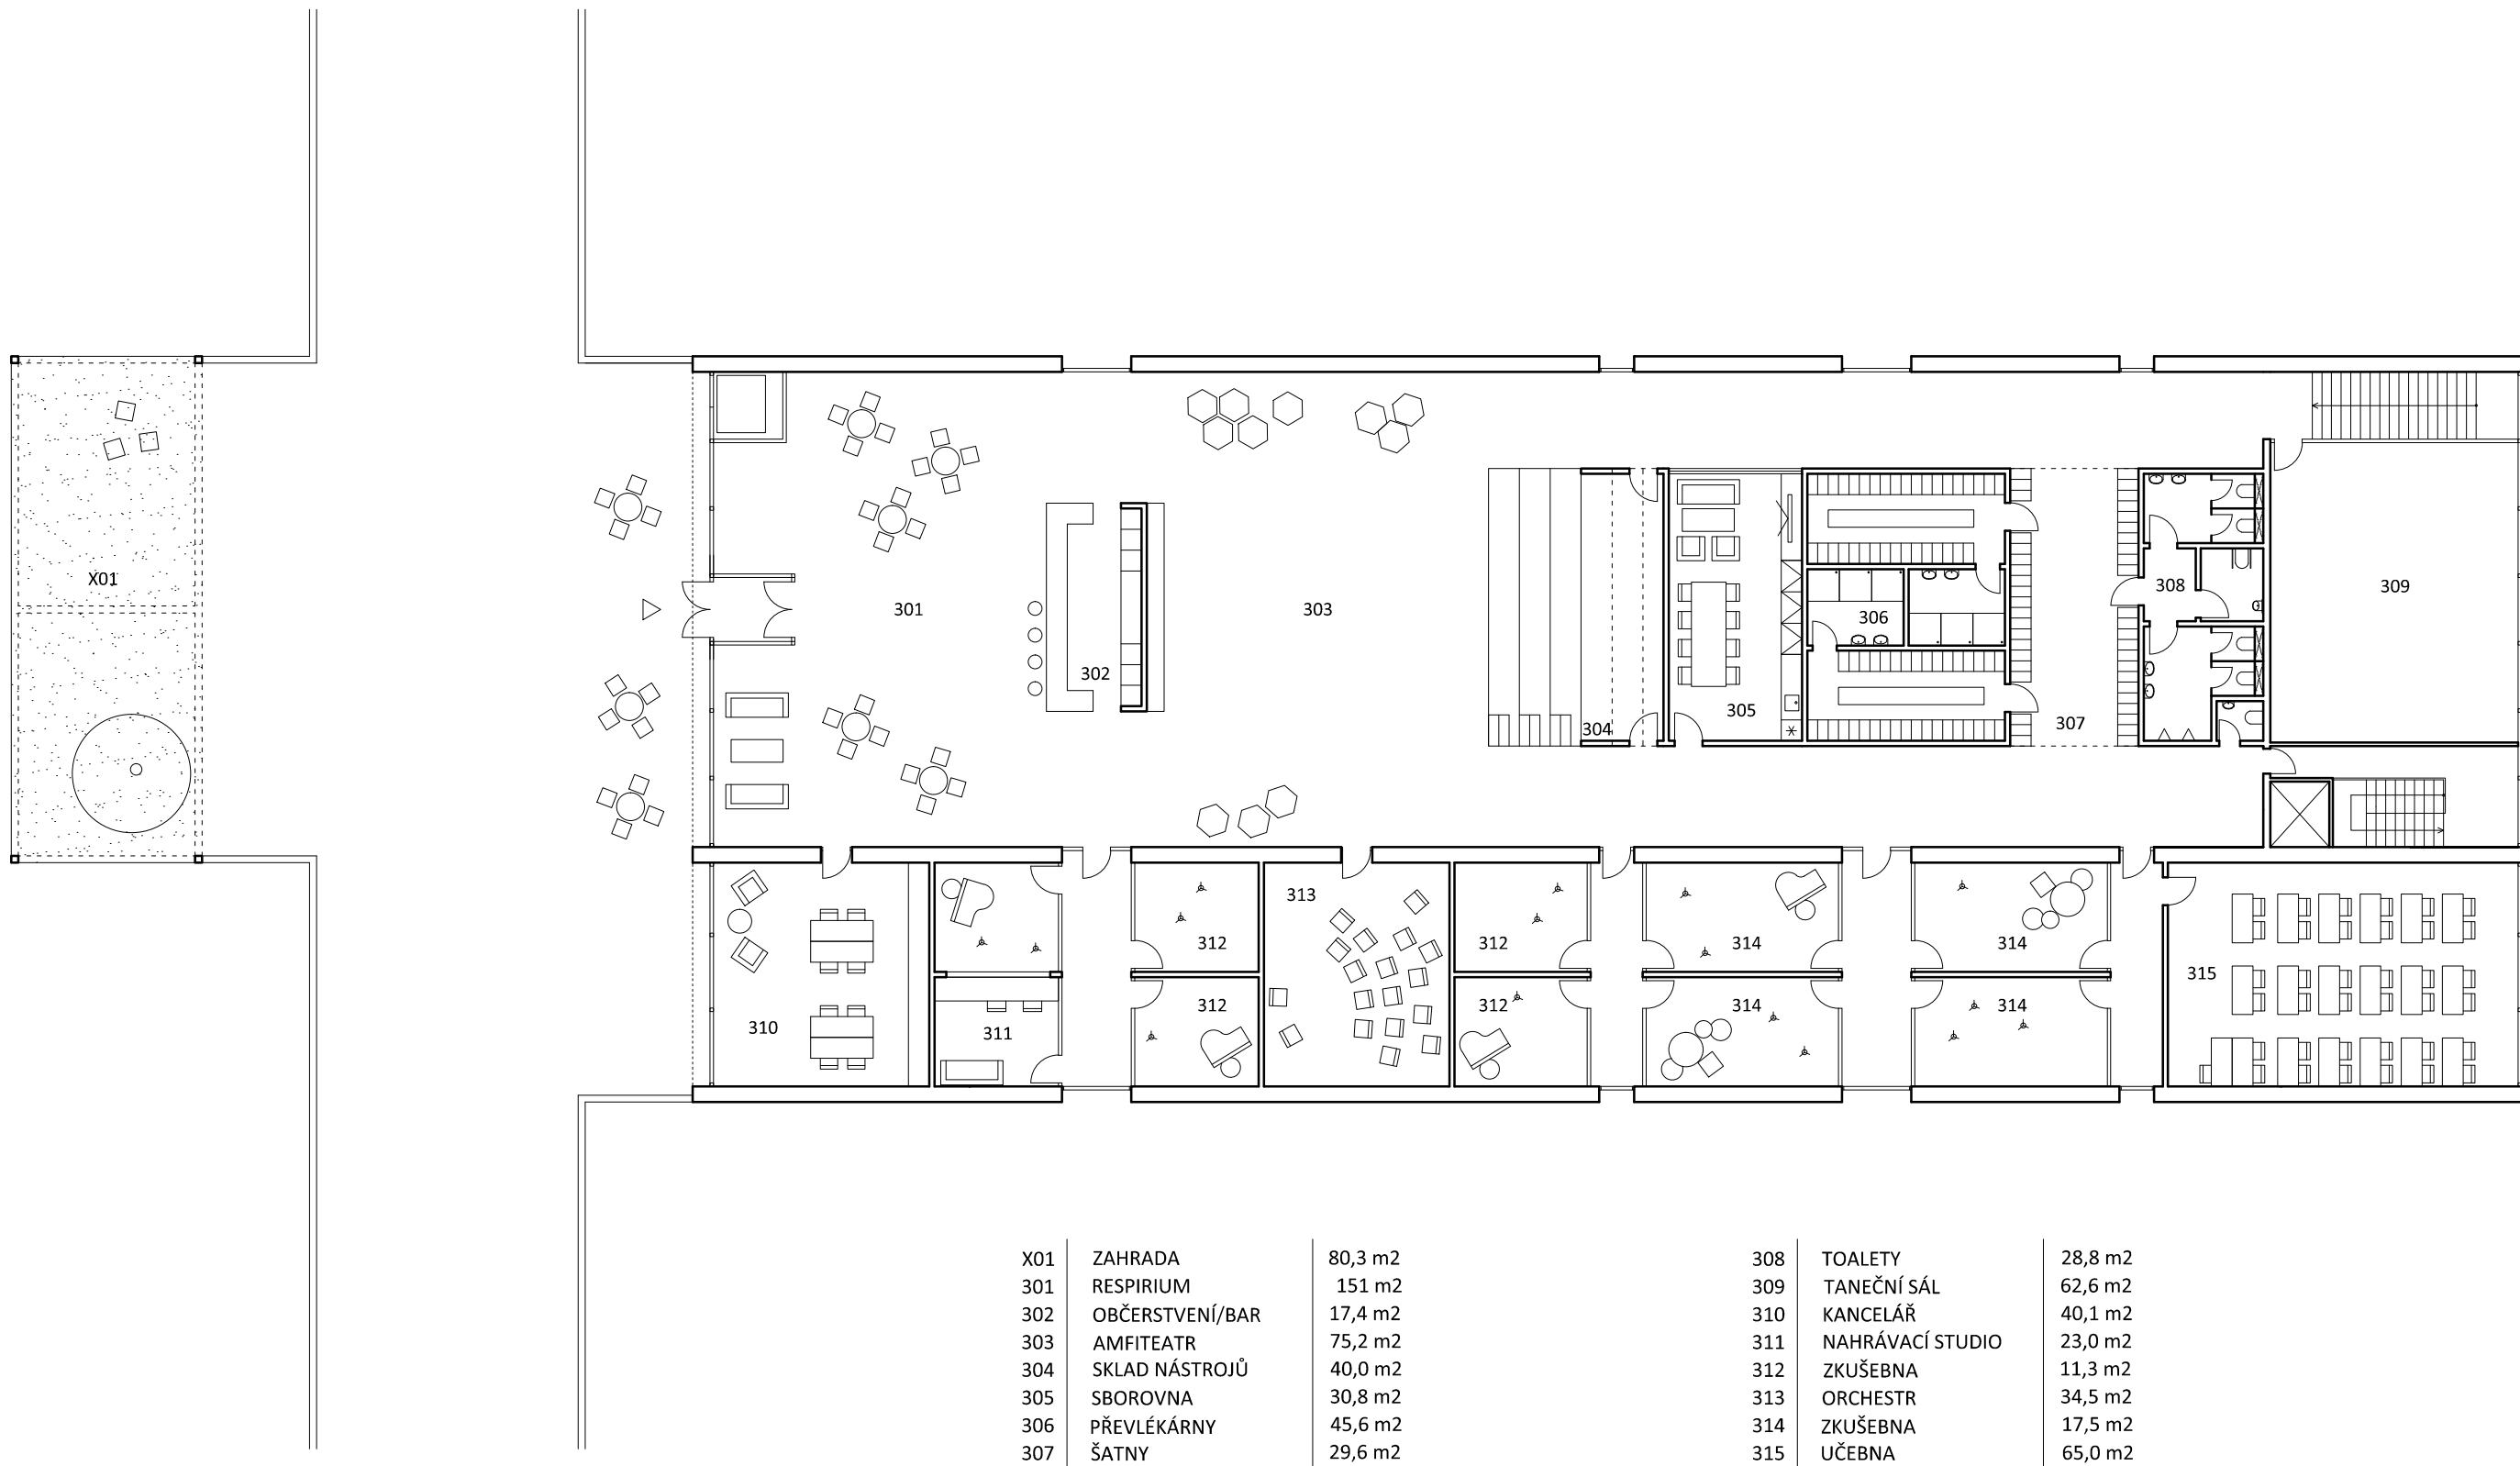 X01
301
302
303
304
305
306
307
308
309
310
311
312
312
313
312
312
314
314
314
314
315
X01 ZAHRADA 80,3 m2
301 RESPIRIUM 151 m2
302 OBČERSTVENÍ/BAR 17,4 m2
303 AMFITEATR 75,2 m2
304 SKLAD NÁSTROJŮ 40,0 m2
305 SBOROVNA 30,8 m2
306 PŘEVLÉKÁRNY 45,6 m2
307 ŠATNY 29,6 m2
308 TOALETY 28,8 m2
309 TANEČNÍ SÁL 62,6 m2
310 KANCELÁŘ 40,1 m2
311 NAHRÁVACÍ STUDIO 23,0 m2
312 ZKUŠEBNA 11,3 m2
313 ORCHESTR 34,5 m2
314 ZKUŠEBNA 17,5 m2
315 UČEBNA 65,0 m2